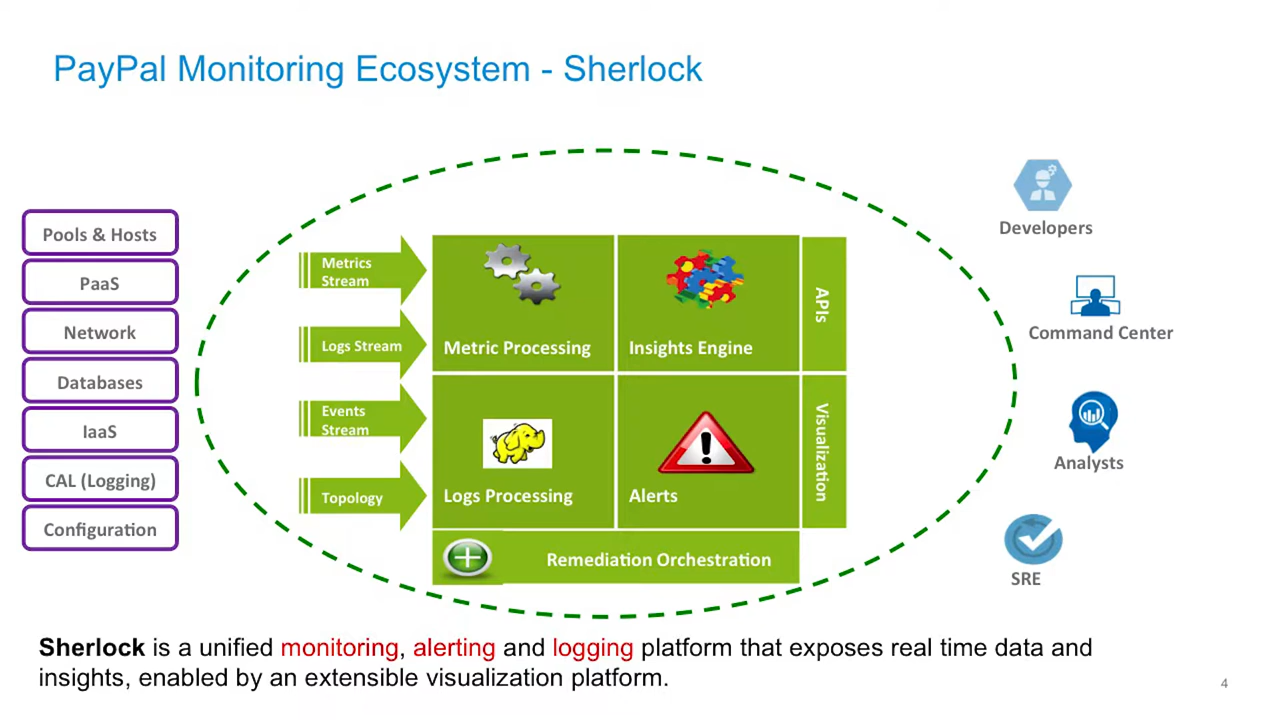 PayPal Monitoring Ecosystem - Sherlock
Pools & Hosts
PaaS
Network
Databases
IaaS
CAL (Logging)
Configuration
Metrics
Stream
Logs Stream
Events
Stream
Topology
Metric Processing
Insights Engine
APIs
Logs Processing
Alerts
Visualization
Remediation Orchestration
Developers
Command Center
Analysts
SRE
Sherlock is a unified monitoring, alerting and logging platform that exposes real time data and
insights, enabled by an extensible visualization platform.
4